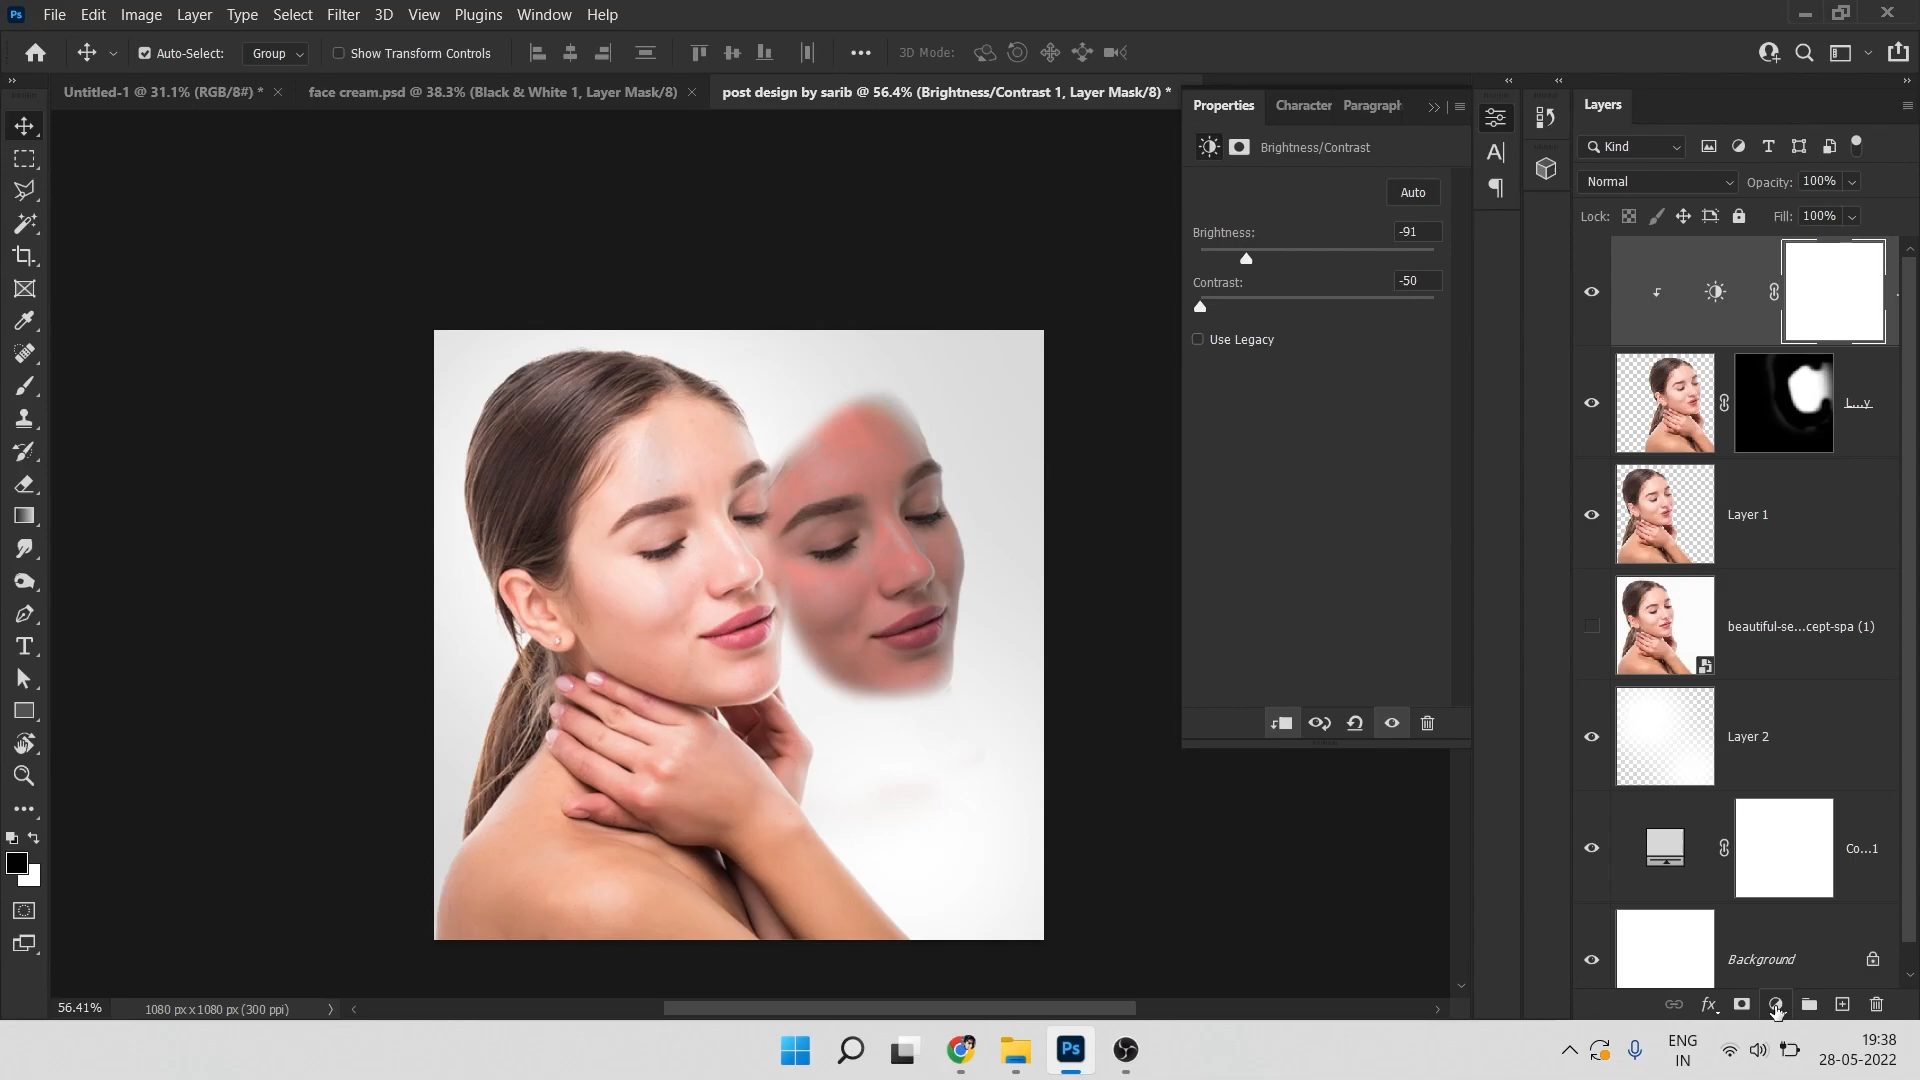 Ps File Edit Image Layer Type Select Filter 3D View Plugins Window Help
Auto-Select: Group Show Transform Controls 3D Mode:
Untitled-1 @ 31.1% (RGB/8#) * face cream.psd @ 38.3% (Black & White 1, Layer Mask/8) post design by sarib @ 56.4% (Brightness/Contrast 1, Layer Mask/8) *
Properties Character Paragraph
Layers
Brightness/Contrast
Kind
Auto
Normal Opacity: 100%
Lock: Fill: 100%
Brightness: -91
Contrast: -50
Use Legacy
L...y
Layer 1
beautiful-se...cept-spa (1)
Layer 2
Co...1
Background
56.41% 1080 px x 1080 px (300 ppi)
fx
Ps
ENG
IN
19:38
28-05-2022